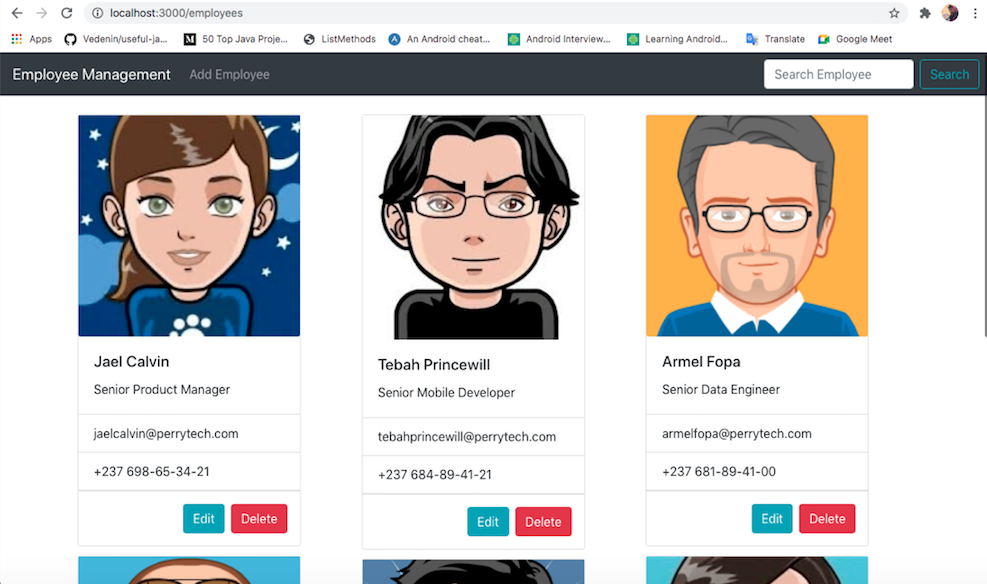 localhost:3000/employees
Apps Vedenin/useful-ja... 50 Top Java Proje... ListMethods An Android cheat... Android Interview... Learning Android... Translate Google Meet
Employee Management Add Employee Search Employee Search
Jael Calvin
Senior Product Manager
jaelcalvin@perrytech.com
+237 698-65-34-21
Edit Delete
Tebah Princewill
Senior Mobile Developer
tebahprincewill@perrytech.com
+237 684-89-41-21
Edit Delete
Armel Fopa
Senior Data Engineer
armelfopa@perrytech.com
+237 681-89-41-00
Edit Delete